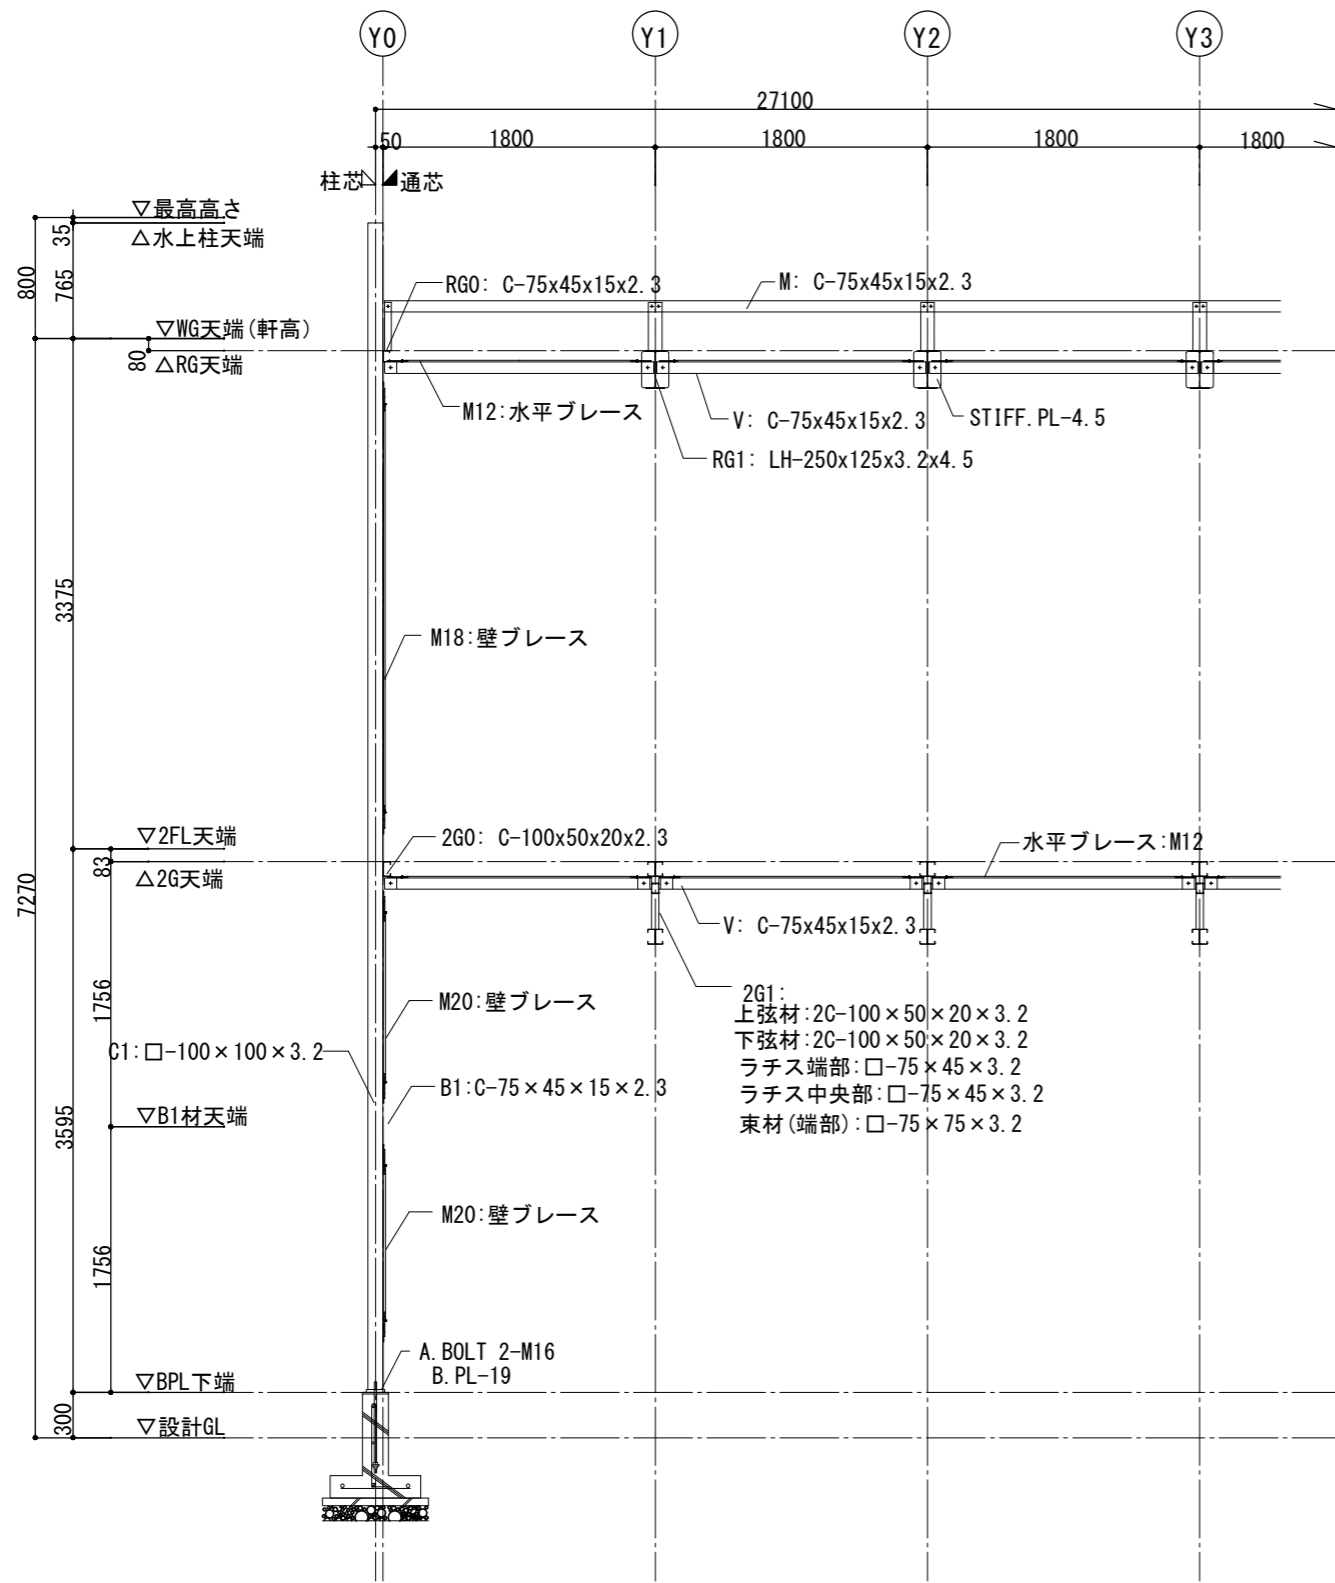 Y0 Y1 Y2 Y3
27100
50 1800 1800 1800 1800
柱芯 通芯
▽最高高さ
35
△水上柱天端
800
765
RG0: C-75x45x15x2.3
M: C-75x45x15x2.3
▽WG天端(軒高)
80
△RG天端
M12:水平ブレース
V: C-75x45x15x2.3
STIFF.PL-4.5
RG1: LH-250x125x3.2x4.5
3375
M18:壁ブレース
▽2FL天端
2G0: C-100x50x20x2.3
水平ブレース:M12
83
△2G天端
7270
V: C-75x45x15x2.3
1756
M20:壁ブレース
2G1:
上弦材:2C-100×50×20×3.2
下弦材:2C-100×50×20×3.2
ラチス端部:□-75×45×3.2
ラチス中央部:□-75×45×3.2
束材(端部):□-75×75×3.2
C1:□-100×100×3.2
B1:C-75×45×15×2.3
▽B1材天端
3595
M20:壁ブレース
1756
A.BOLT 2-M16
B.PL-19
▽BPL下端
300
▽設計GL